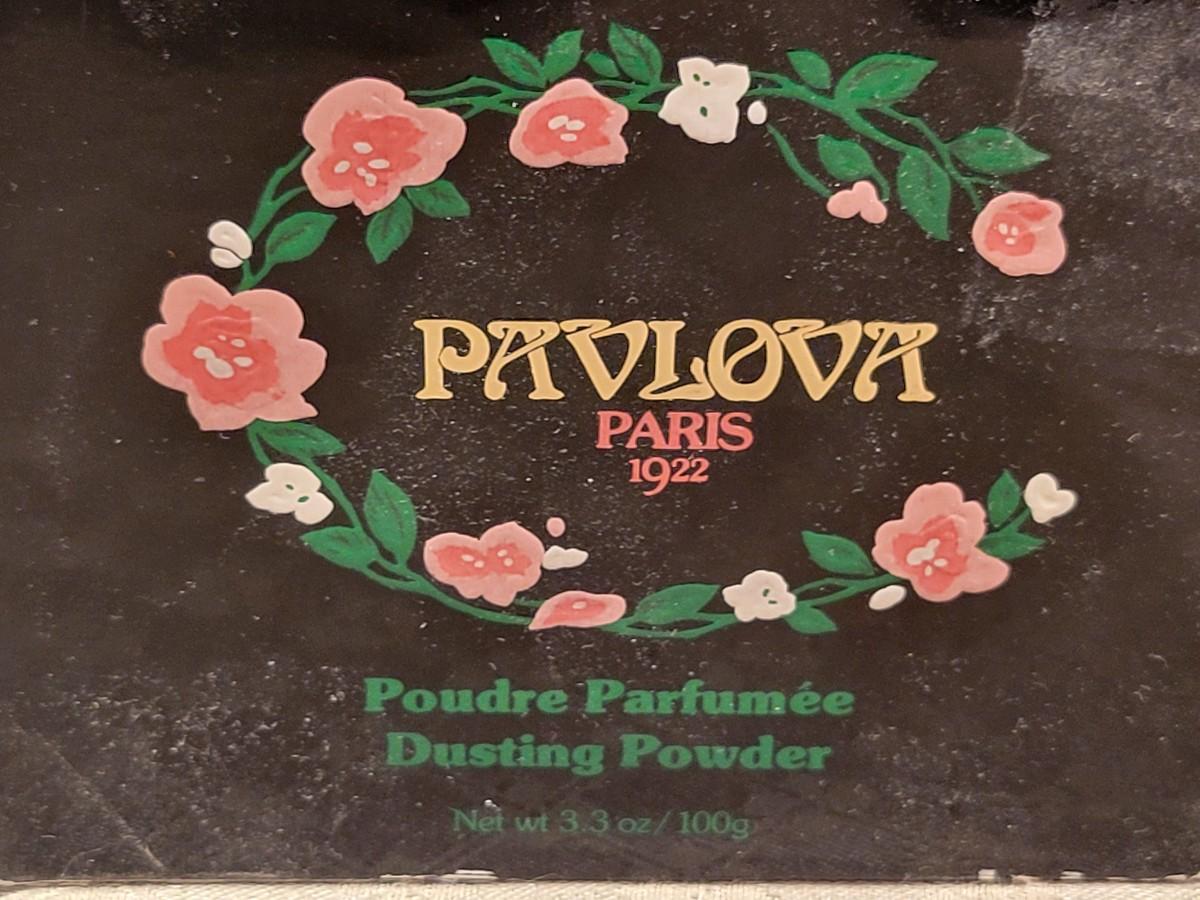 PAVLOVA
PARIS
1922
Poudre Parfumée
Dusting Powder
Net wt 3.3 oz/ 100g